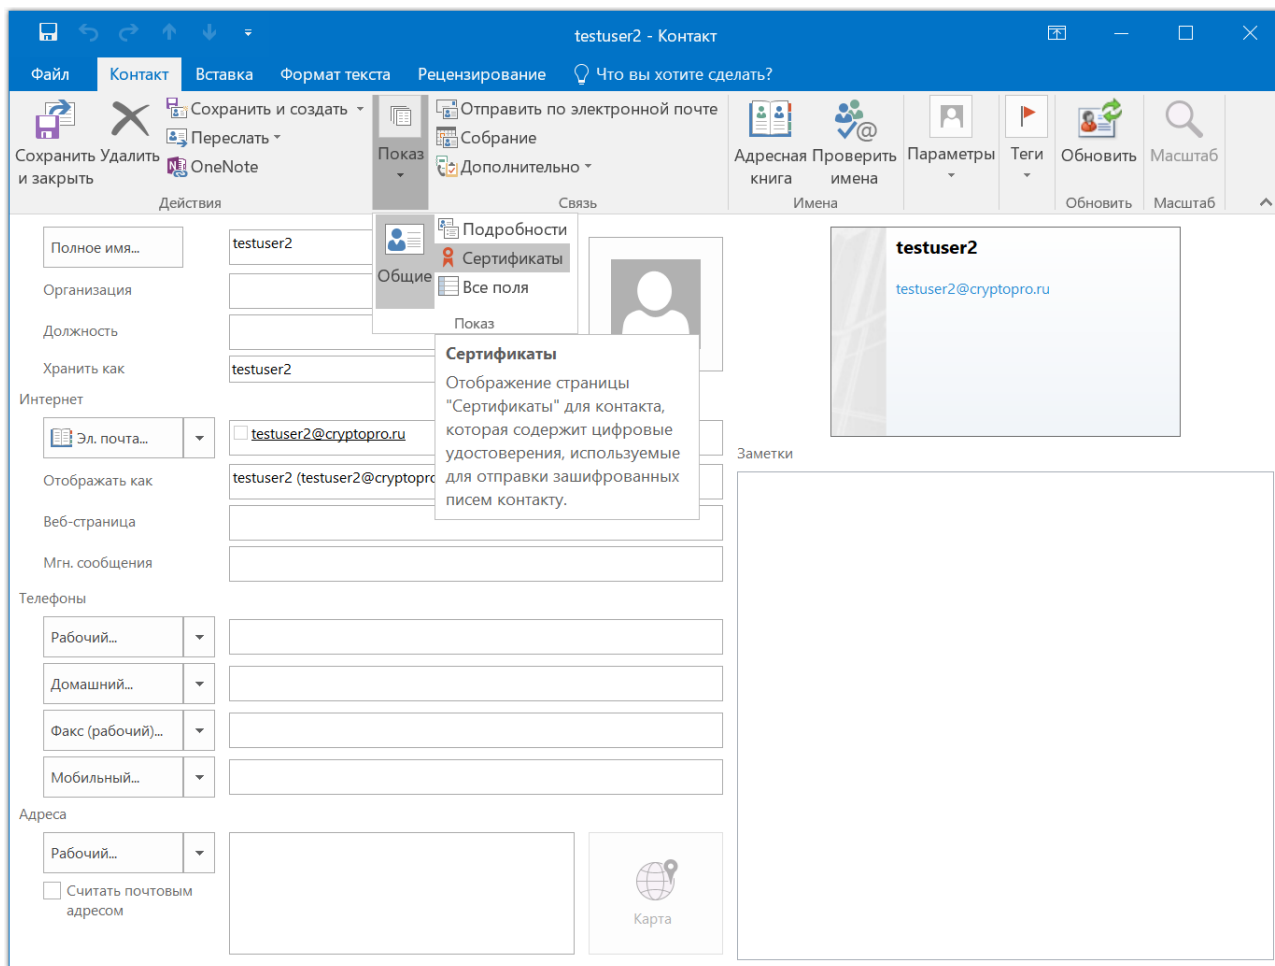 testuser2 - Контакт
Файл
Контакт
Вставка
Формат текста
Рецензирование
Что вы хотите сделать?
Сохранить
и закрыть
Удалить
Сохранить и создать
Переслать
OneNote
Действия
Показ
Отправить по электронной почте
Собрание
Дополнительно
Связь
Адресная
книга
Проверить
имена
Имена
Параметры
Теги
Обновить
Обновить
Масштаб
Масштаб
Общие
Подробности
Сертификаты
Все поля
Показ
Сертификаты
Отображение страницы
"Сертификаты" для контакта,
которая содержит цифровые
удостоверения, используемые
для отправки зашифрованных
писем контакту.
Полное имя...
testuser2
Организация
Должность
Хранить как
testuser2
Интернет
Эл. почта...
testuser2@cryptopro.ru
Отображать как
testuser2 (testuser2@cryptopro
Веб-страница
Мгн. сообщения
Телефоны
Рабочий...
Домашний...
Факс (рабочий)...
Мобильный...
Адреса
Рабочий...
Считать почтовым
адресом
Карта
testuser2
testuser2@cryptopro.ru
Заметки